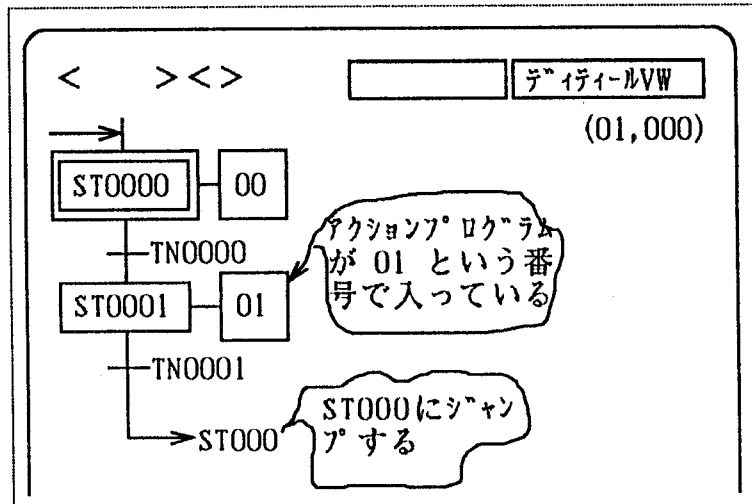 < ><> ディティールVW
(01,000)
ST0000 00
TN0000
ST0001 01
TN0001
ST000
アクションプログラム
が 01 という番
号で入っている
ST000にジャン
プする